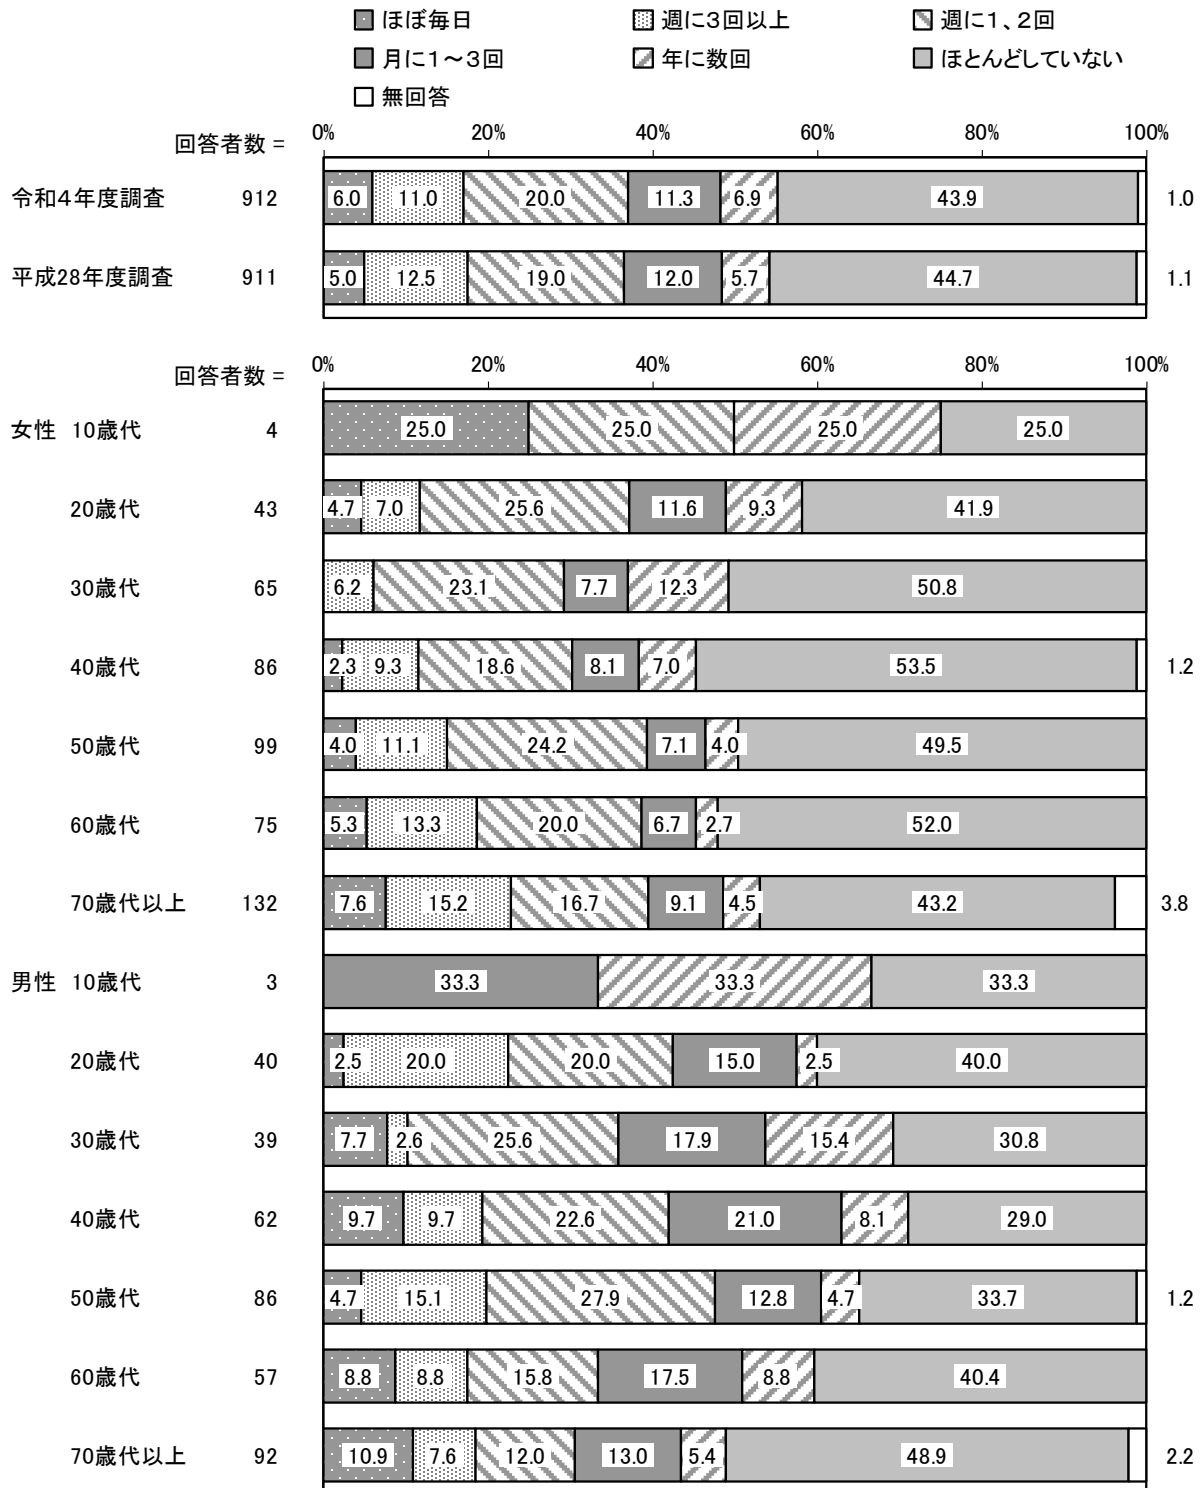 ほぼ毎日 週に3回以上 週に1、2回
月に1~3回 年に数回 ほとんどしていない
無回答
回答者数 = 0% 20% 40% 60% 80% 100%
令和4年度調査 912 6.0 11.0 20.0 11.3 6.9 43.9 1.0
平成28年度調査 911 5.0 12.5 19.0 12.0 5.7 44.7 1.1
回答者数 = 0% 20% 40% 60% 80% 100%
女性 10歳代 4 25.0 25.0 25.0 25.0
20歳代 43 4.7 7.0 25.6 11.6 9.3 41.9
30歳代 65 6.2 23.1 7.7 12.3 50.8
40歳代 86 2.3 9.3 18.6 8.1 7.0 53.5 1.2
50歳代 99 4.0 11.1 24.2 7.1 4.0 49.5
60歳代 75 5.3 13.3 20.0 6.7 2.7 52.0
70歳代以上 132 7.6 15.2 16.7 9.1 4.5 43.2 3.8
男性 10歳代 3 33.3 33.3 33.3
20歳代 40 2.5 20.0 20.0 15.0 2.5 40.0
30歳代 39 7.7 2.6 25.6 17.9 15.4 30.8
40歳代 62 9.7 9.7 22.6 21.0 8.1 29.0
50歳代 86 4.7 15.1 27.9 12.8 4.7 33.7 1.2
60歳代 57 8.8 8.8 15.8 17.5 8.8 40.4
70歳代以上 92 10.9 7.6 12.0 13.0 5.4 48.9 2.2